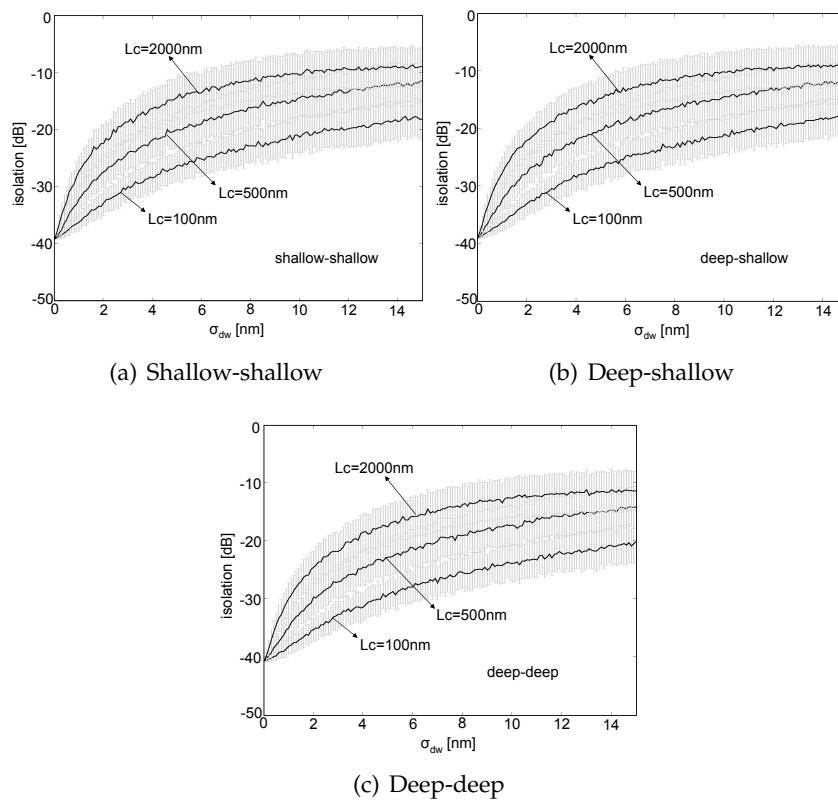 0
-10
-20
-30
-40
-50
isolation [dB]
Lc=2000nm
Lc=500nm
Lc=100nm
shallow-shallow
0 2 4 6 8 10 12 14
σdw [nm]
(a) Shallow-shallow
0
-10
-20
-30
-40
-50
isolation [dB]
Lc=2000nm
Lc=500nm
Lc=100nm
deep-shallow
0 2 4 6 8 10 12 14
σdw [nm]
(b) Deep-shallow
0
-10
-20
-30
-40
-50
isolation [dB]
Lc=2000nm
Lc=500nm
Lc=100nm
deep-deep
0 2 4 6 8 10 12 14
σdw [nm]
(c) Deep-deep